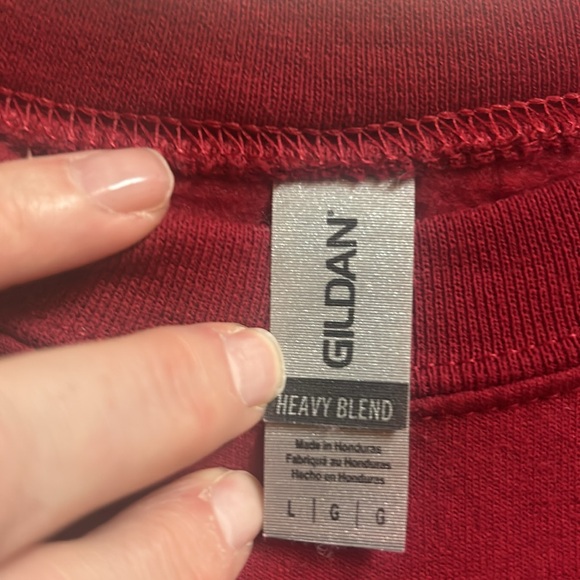 GILDAN
HEAVY BLEND
Made in Honduras
Fabriqué au Honduras
Hecho en Honduras
L | G | G